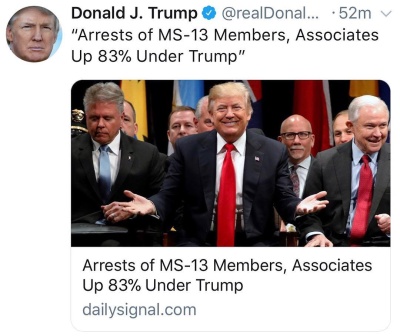 Donald J. Trump @realDonal... · 52m
“Arrests of MS-13 Members, Associates
Up 83% Under Trump”
Arrests of MS-13 Members, Associates
Up 83% Under Trump
dailysignal.com